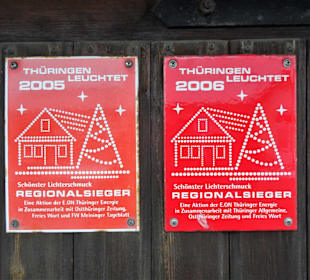 THÜRINGEN
LEUCHTET
2005
Schönster Lichterschmuck
REGIONALSIEGER
Eine Aktion der E.ON Thüringer Energie
in Zusammenarbeit mit Ostthüringer Zeitung,
Freies Wort und FW Meininger Tageblatt
THÜRINGEN
LEUCHTET
2006
Schönster Lichterschmuck
REGIONALSIEGER
Eine Aktion der E.ON Thüringer Energie
in Zusammenarbeit mit Thüringer Allgemeine,
Ostthüringer Zeitung und Freies Wort